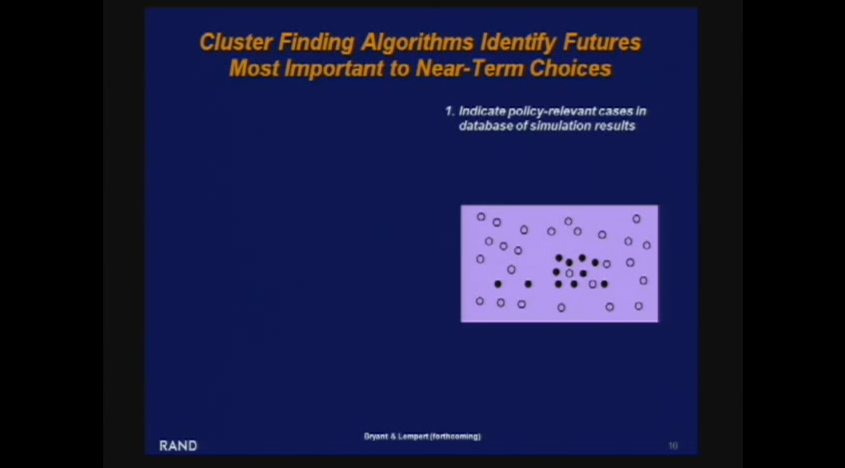 Cluster Finding Algorithms Identify Futures
Most Important to Near-Term Choices
1. Indicate policy-relevant cases in
database of simulation results
Bryant & Lempert (forthcoming)
RAND
16